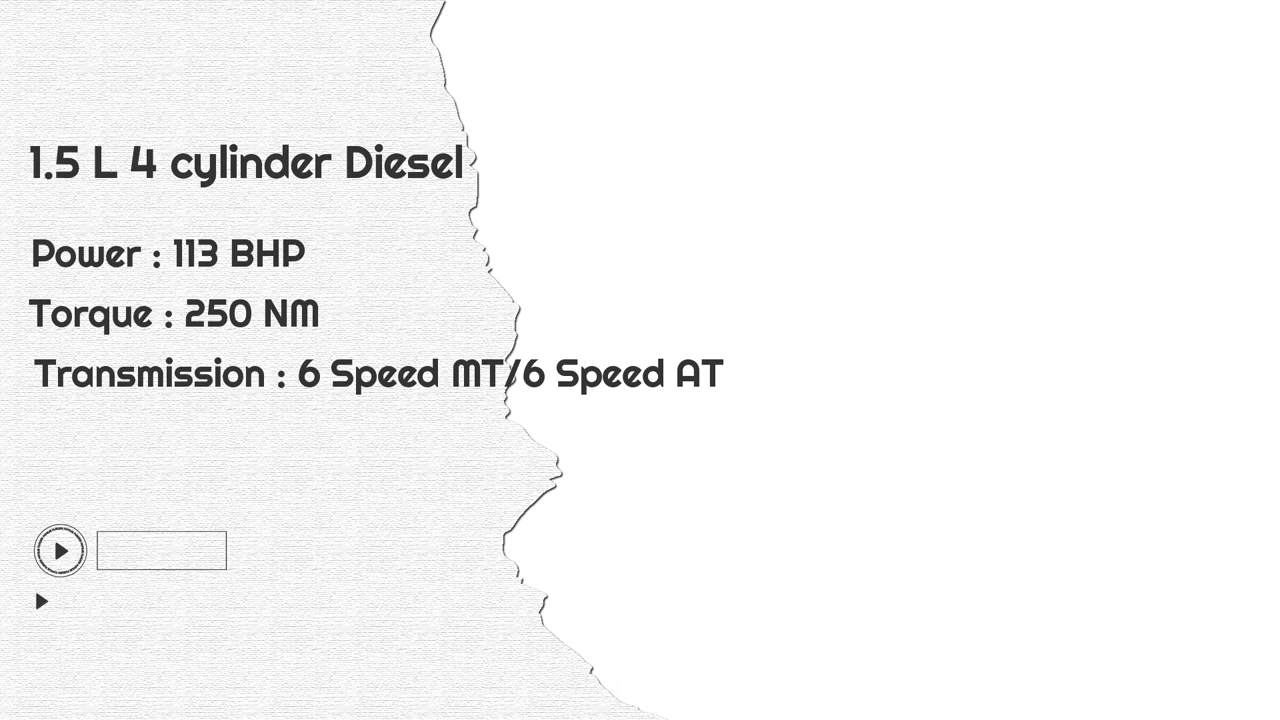 1.5 L 4 cylinder Diesel
Power : 113 BHP
Torque : 250 NM
Transmission : 6 Speed MT/6 Speed AT